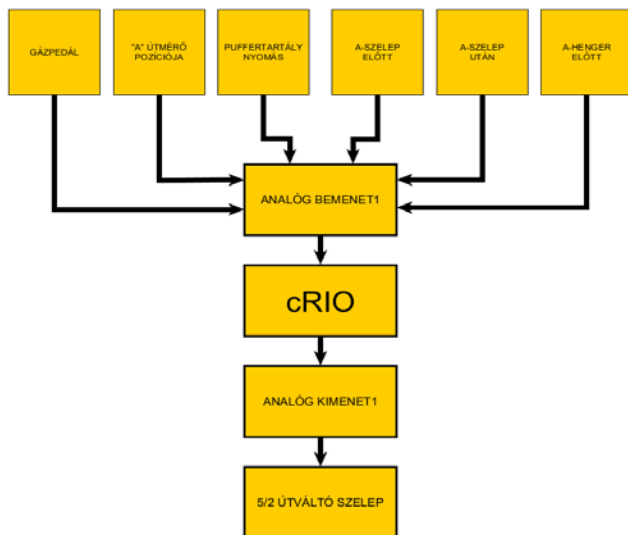 GÁZPEDÁL
"A" ÚTMÉRŐ
POZÍCIÓJA
PUFFERTARTÁLY
NYOMÁS
A-SZELEP
ELŐTT
A-SZELEP
UTÁN
A-HENGER
ELŐTT
ANALÓG BEMENET1
cRIO
ANALÓG KIMENET1
5/2 ÚTVÁLTÓ SZELEP